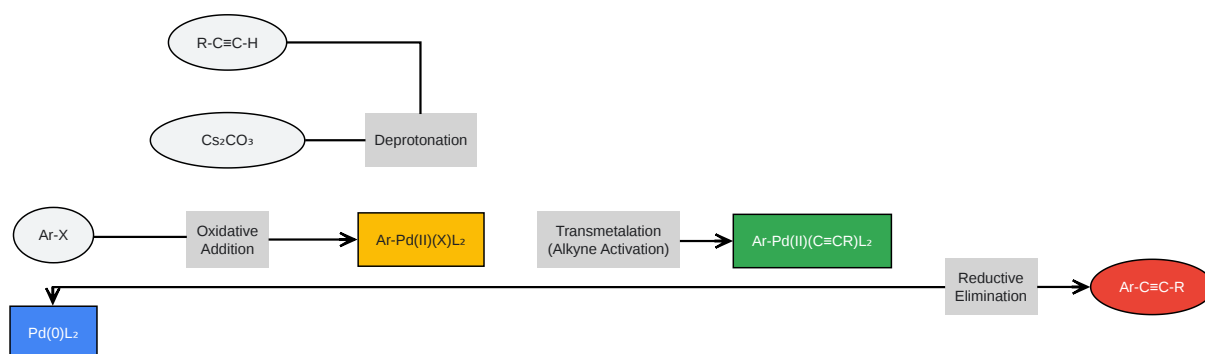 R-C≡C-H
Cs₂CO₃
Deprotonation
Ar-X
Oxidative
Addition
Ar-Pd(II)(X)L₂
Transmetalation
(Alkyne Activation)
Ar-Pd(II)(C≡CR)L₂
Reductive
Elimination
Ar-C≡C-R
Pd(0)L₂